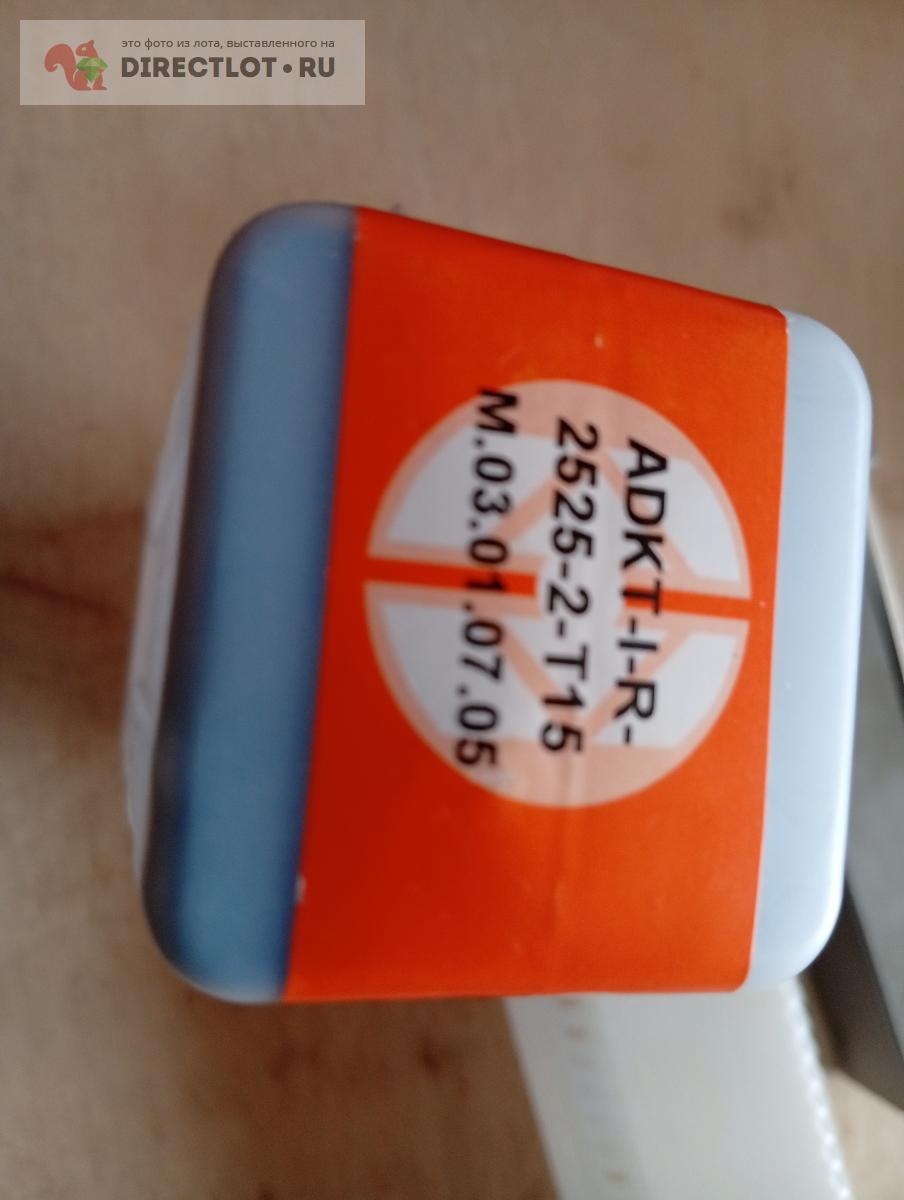 это фото из лота, выставленного на
DIRECTLOT•RU
ADKT-I-R-
2525-2-T15
M.03.01.07.05